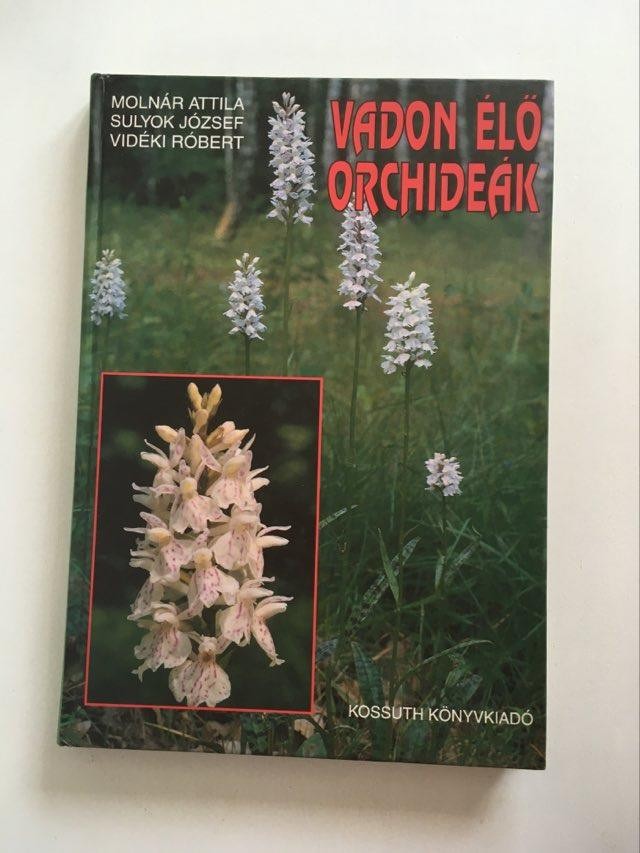 MOLNÁR ATTILA
SULYOK JÓZSEF
VIDÉKI RÓBERT
VADON ÉLŐ
ORCHIDEÁK
KOSSUTH KÖNYVKIADÓ